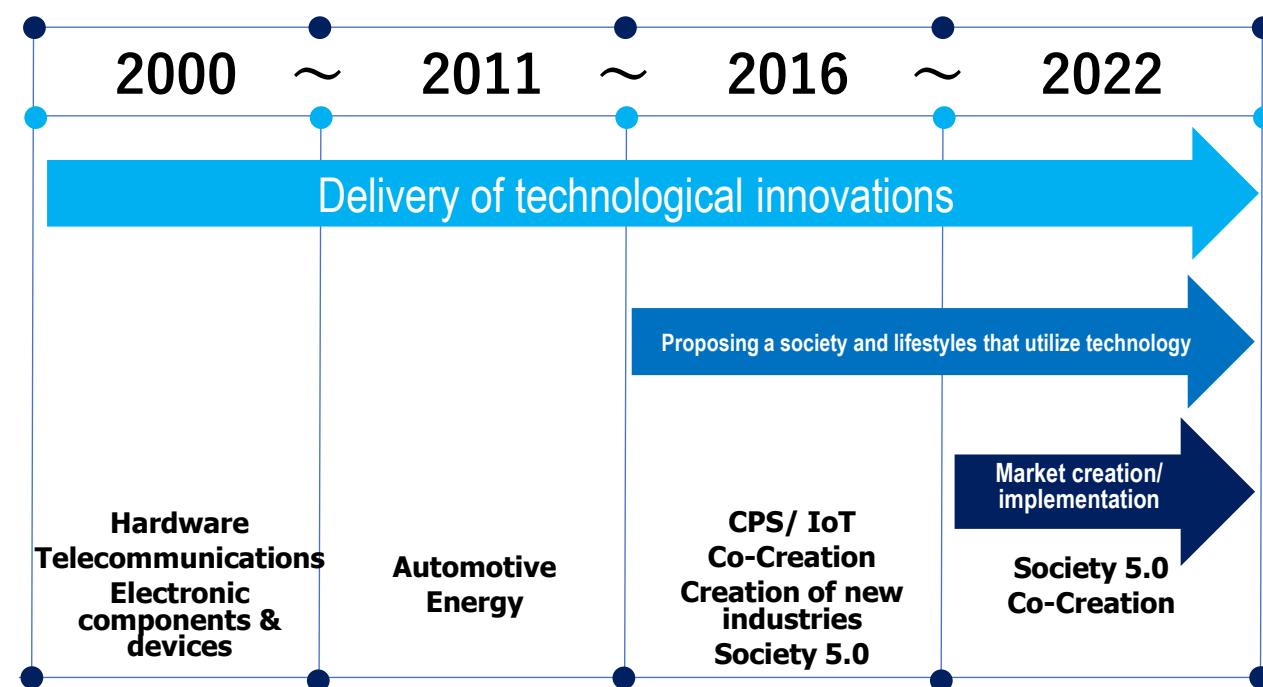 2000 ～ 2011 ～ 2016 ～ 2022
Delivery of technological innovations
Proposing a society and lifestyles that utilize technology
Market creation/
implementation
Hardware
Telecommunications
Electronic
components &
devices
Automotive
Energy
CPS/ IoT
Co-Creation
Creation of new
industries
Society 5.0
Society 5.0
Co-Creation